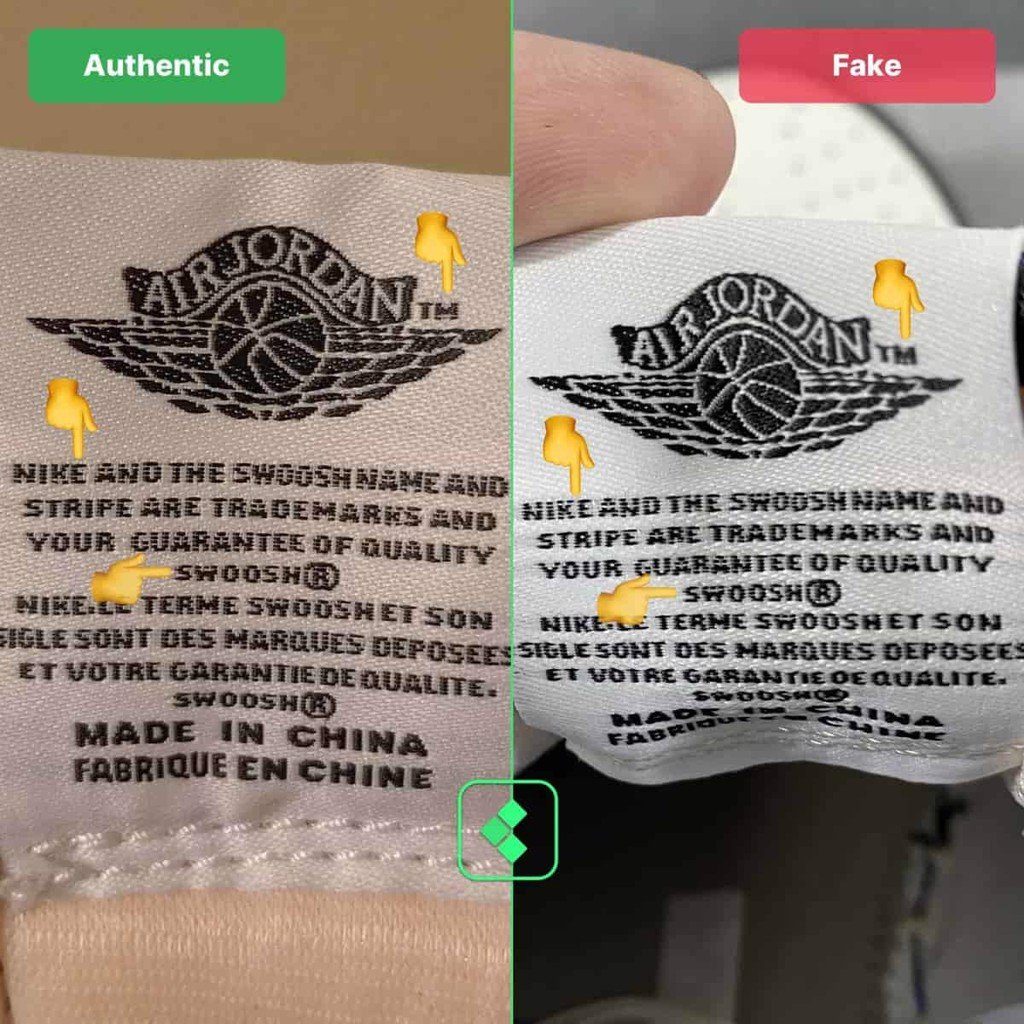 Authentic
AIR JORDAN TM
NIKE AND THE SWOOSH NAME AND
STRIPE ARE TRADEMARKS AND
YOUR GUARANTEE OF QUALITY
SWOOSH®
NIKE. LE TERME SWOOSH ET SON
SIGLE SONT DES MARQUES DEPOSEES
ET VOTRE GARANTIE DE QUALITE.
SWOOSH®
MADE IN CHINA
FABRIQUE EN CHINE
Fake
AIR JORDAN TM
NIKE AND THE SWOOSH NAME AND
STRIPE ARE TRADEMARKS AND
YOUR GUARANTEE OF QUALITY
SWOOSH®
NIKE. LE TERME SWOOSH ET SON
SIGLE SONT DES MARQUES DEPOSEES
ET VOTRE GARANTIE DE QUALITE.
SWOOSH®
MADE IN CHINA
FABRIQUE EN CHINE